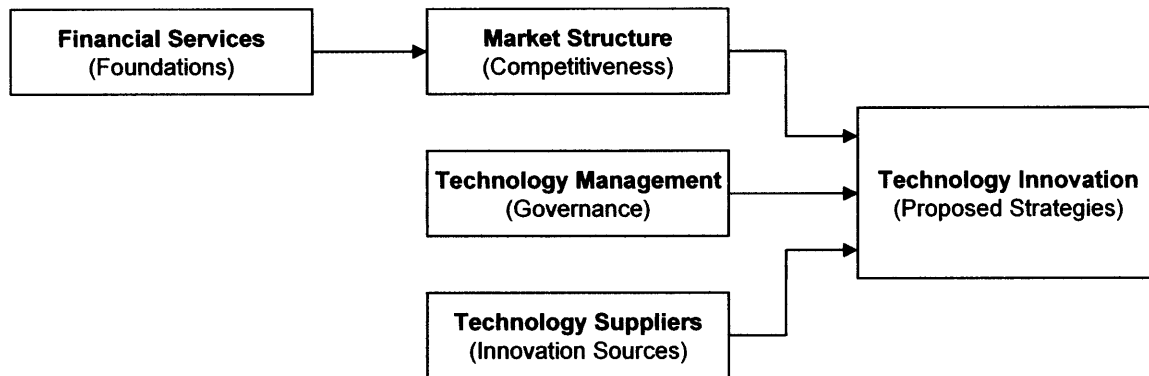 Financial Services
(Foundations)
Market Structure
(Competitiveness)
Technology Management
(Governance)
Technology Suppliers
(Innovation Sources)
Technology Innovation
(Proposed Strategies)